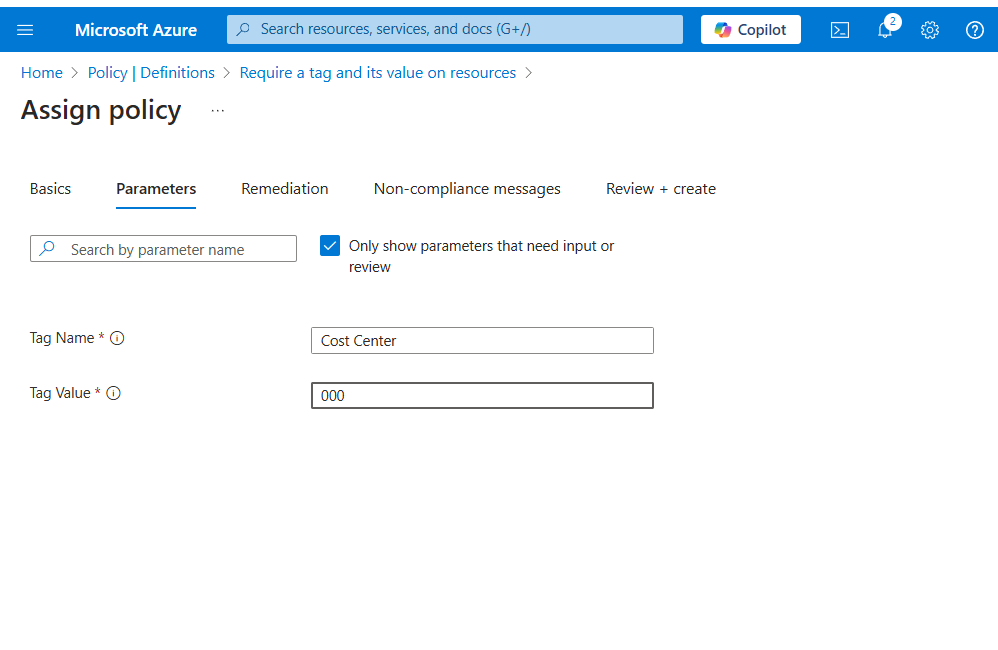 Microsoft Azure Search resources, services, and docs (G+/) Copilot 2
Home > Policy | Definitions > Require a tag and its value on resources >
Assign policy ...
Basics Parameters Remediation Non-compliance messages Review + create
Search by parameter name Only show parameters that need input or
review
Tag Name * Cost Center
Tag Value * 000